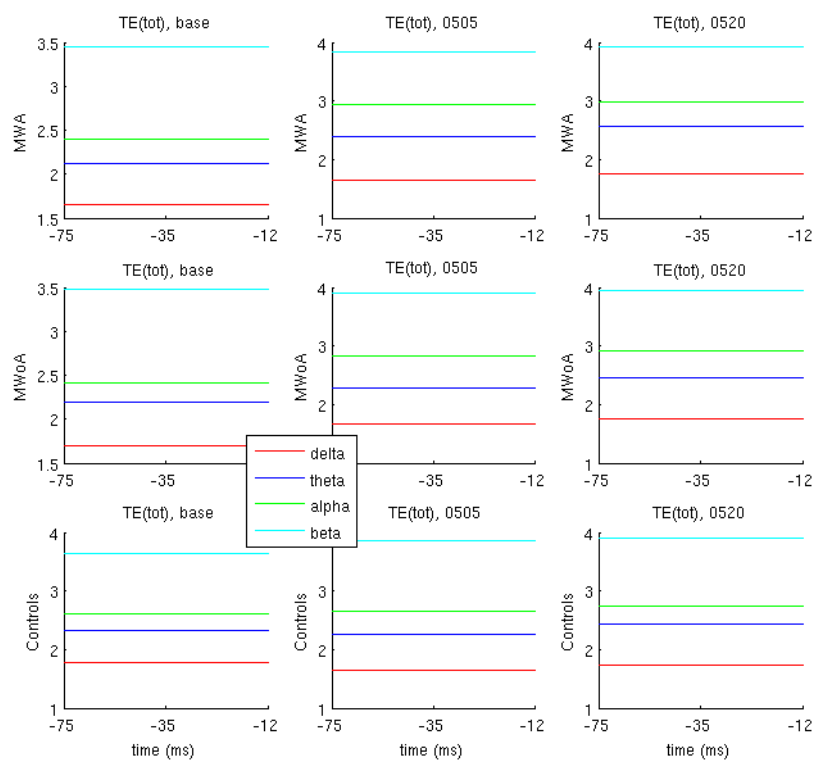 TE(tot), base
TE(tot), 0505
TE(tot), 0520
3.5
3
2.5
2
1.5
MWA
-75
-35
-12
4
3
2
1
MWA
-75
-35
-12
4
3
2
1
MWA
-75
-35
-12
TE(tot), base
TE(tot), 0505
TE(tot), 0520
3.5
3
2.5
2
1.5
MWoA
-75
-35
4
3
2
1
MWoA
-75
-35
-12
4
3
2
1
MWoA
-75
-35
-12
delta
theta
alpha
beta
TE(tot), base
TE(tot), 0505
TE(tot), 0520
4
3
2
1
Controls
-75
-35
-12
time (ms)
3
2
1
-75
-35
-12
time (ms)
4
3
2
1
Controls
-75
-35
-12
time (ms)